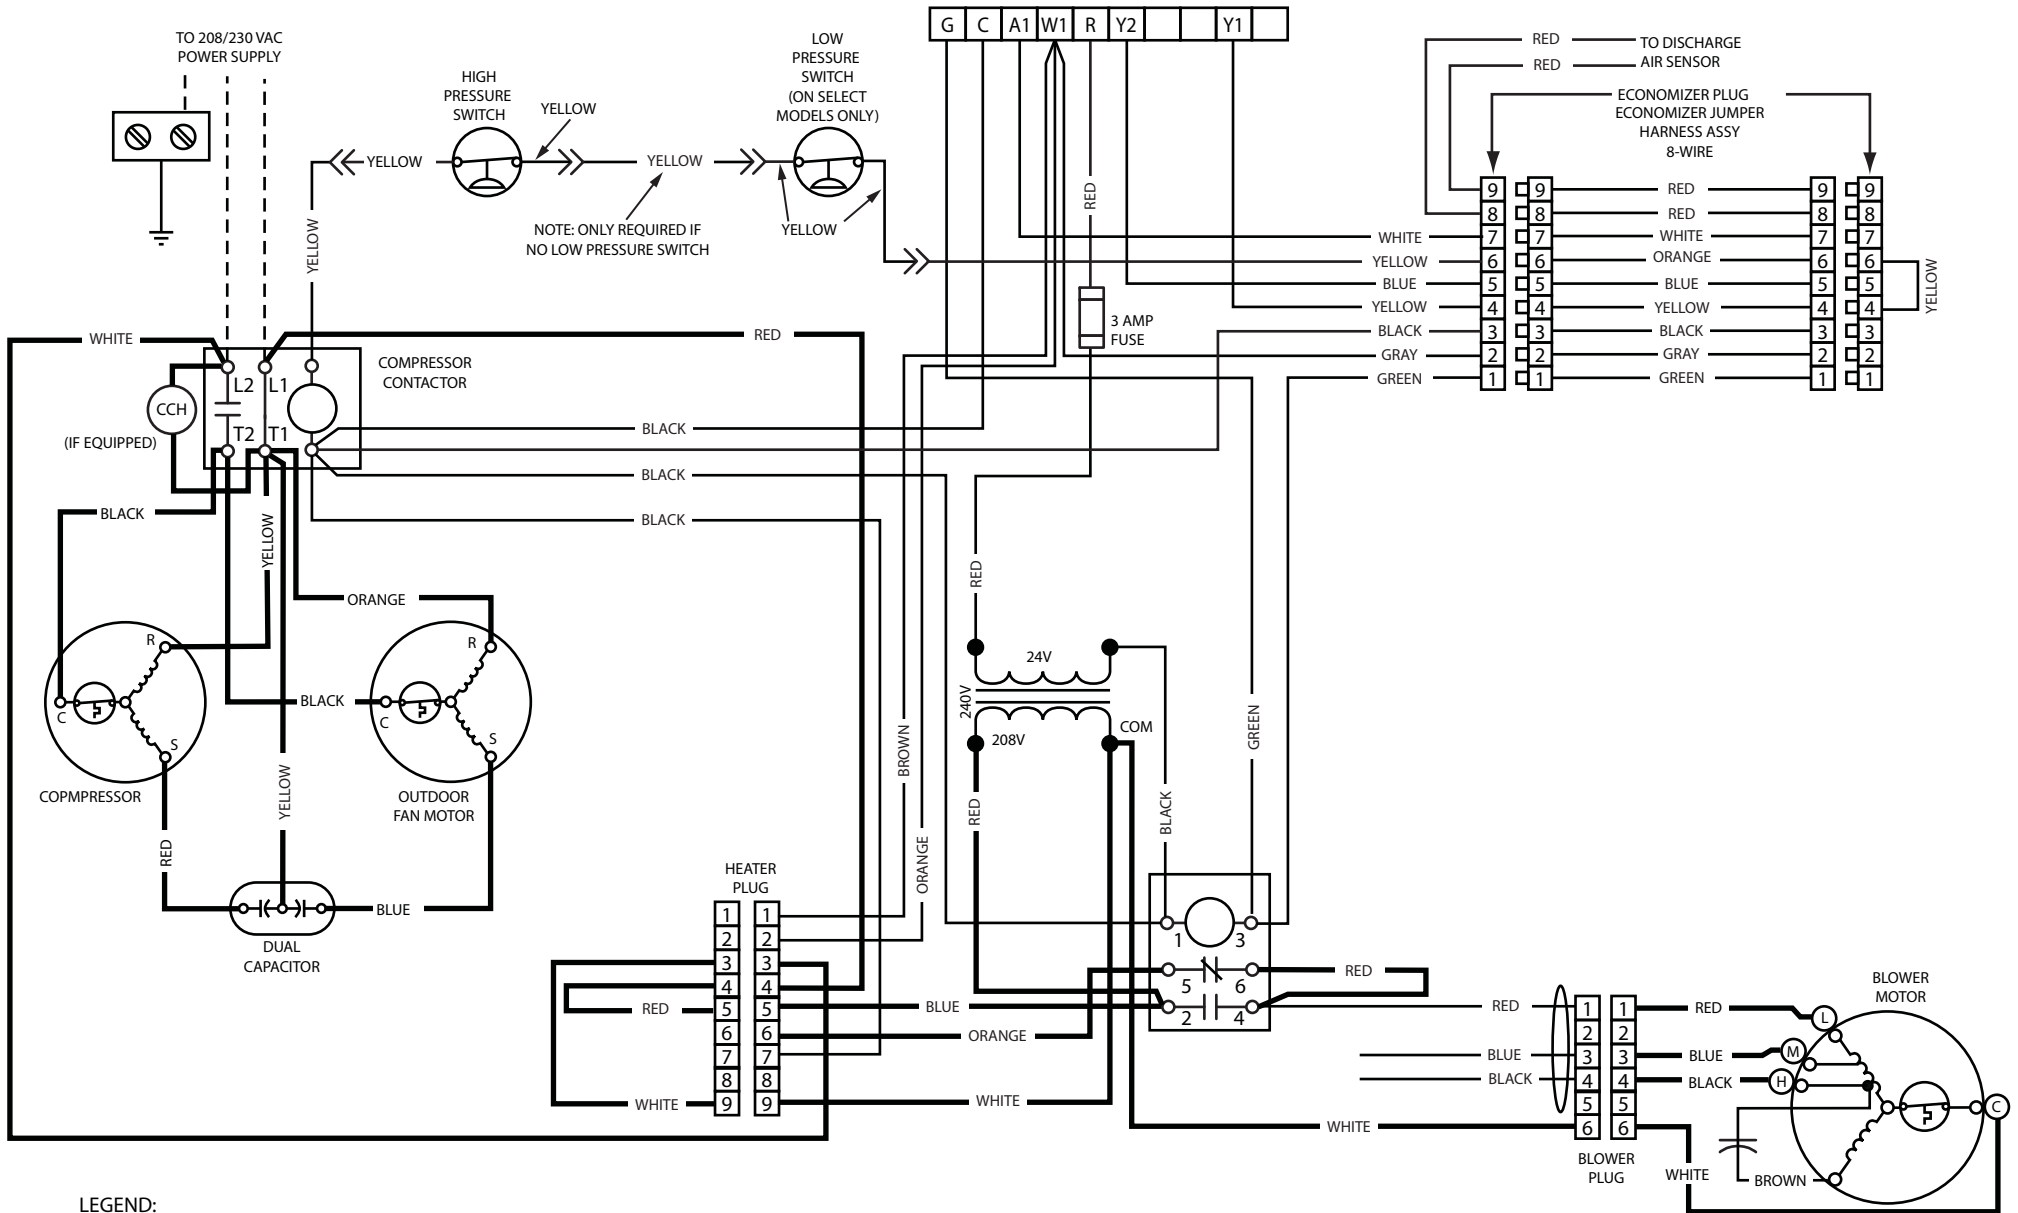 TO 208/230 VAC
POWER SUPPLY
HIGH
PRESSURE
SWITCH
YELLOW
LOW
PRESSURE
SWITCH
(ON SELECT
MODELS ONLY)
G C A1 W1 R Y2 Y1
RED
RED
TO DISCHARGE
AIR SENSOR
ECONOMIZER PLUG
ECONOMIZER JUMPER
HARNESS ASSY
8-WIRE
YELLOW
YELLOW
NOTE: ONLY REQUIRED IF
NO LOW PRESSURE SWITCH
YELLOW
YELLOW
RED
9 9 RED 9 9
8 8 RED 8 8
WHITE 7 7 WHITE 7 7
YELLOW 6 6 ORANGE 6 6
BLUE 5 5 BLUE 5 5
YELLOW 4 4 YELLOW 4 4
BLACK 3 3 BLACK 3 3
GRAY 2 2 GRAY 2 2
GREEN 1 1 GREEN 1 1
YELLOW
3 AMP
FUSE
WHITE
RED
COMPRESSOR
CONTACTOR
L2 L1
CCH
(IF EQUIPPED)
T2 T1
BLACK
BLACK
BLACK
BLACK
YELLOW
ORANGE
RED
R
C
S
COPMPRESSOR
BLACK
R
C
S
OUTDOOR
FAN MOTOR
YELLOW
RED
BLUE
DUAL
CAPACITOR
24V
240V
208V
COM
BROWN
ORANGE
RED
BLACK
GREEN
HEATER
PLUG
1 1
2 2
3 3
4 4
5 5
6 6
7 7
8 8
9 9
RED
WHITE
BLUE
ORANGE
WHITE
1 3
5 6
2 4
RED
RED
BLUE
BLACK
WHITE
1 1
2 2
3 3
4 4
5 5
6 6
BLOWER
PLUG
RED
BLUE
BLACK
WHITE
BROWN
BLOWER
MOTOR
L
M
H
C
LEGEND: